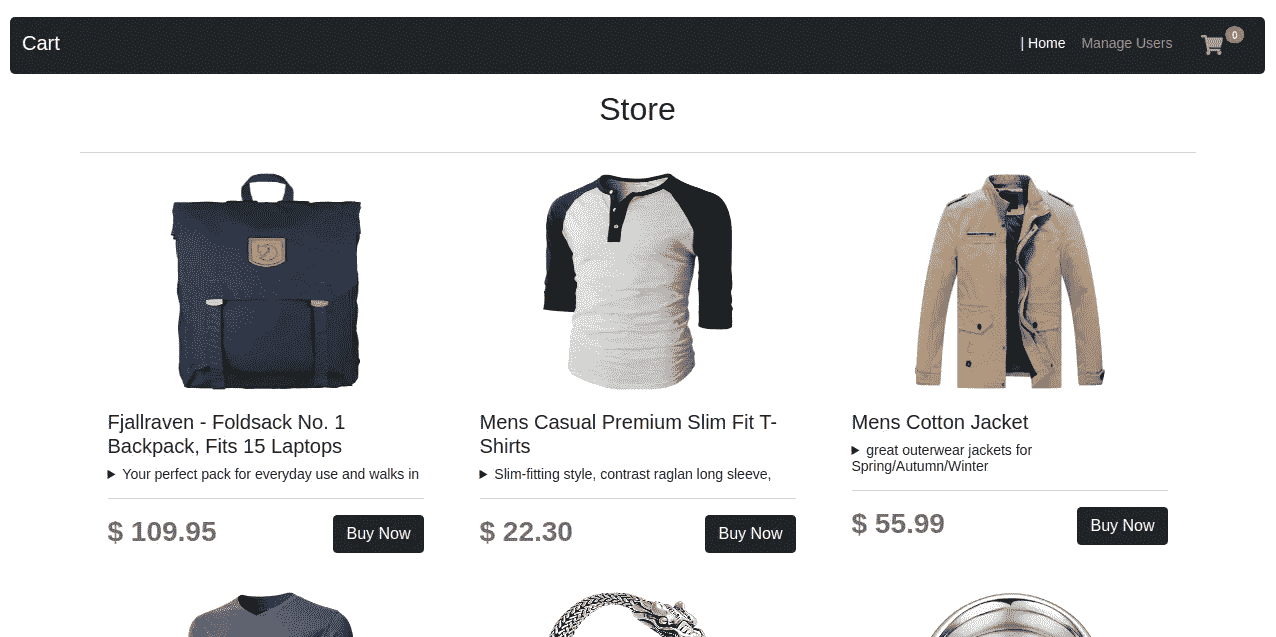 Cart
| Home
Manage Users
0
Store
Fjallraven - Foldsack No. 1
Backpack, Fits 15 Laptops
Your perfect pack for everyday use and walks in
$ 109.95
Buy Now
Mens Casual Premium Slim Fit T-
Shirts
Slim-fitting style, contrast raglan long sleeve,
$ 22.30
Buy Now
Mens Cotton Jacket
great outerwear jackets for
Spring/Autumn/Winter
$ 55.99
Buy Now